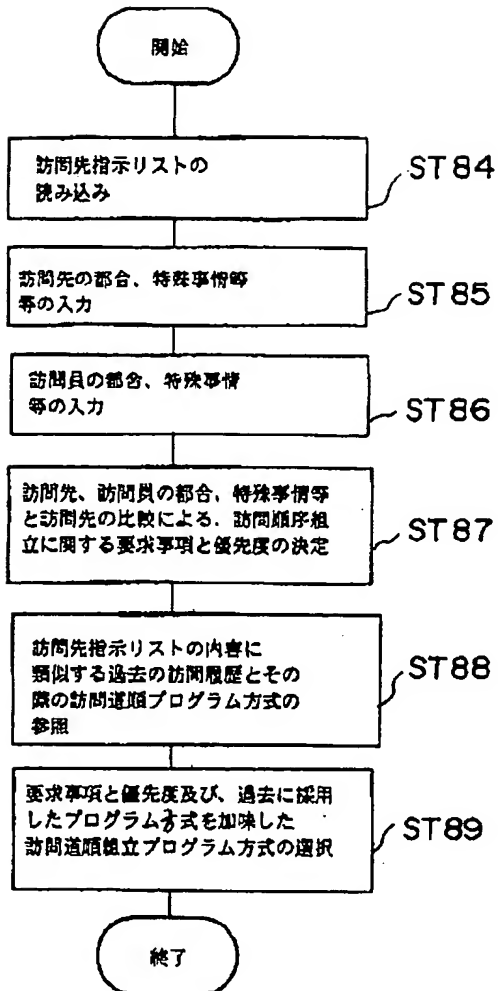 開始
訪問先指示リストの
読み込み
ST84
訪問先の都合、特殊事情等
等の入力
ST85
訪問員の都合、特殊事情
等の入力
ST86
訪問先、訪問員の都合、特殊事情等
と訪問先の比較による、訪問順序組
立に関する要求事項と優先度の決定
ST87
訪問先指示リストの内容に
類似する過去の訪問履歴とその
際の訪問道順プログラム方式の
参照
ST88
要求事項と優先度及び、過去に採用
したプログラム方式を加味した
訪問道順組立プログラム方式の選択
ST89
終了